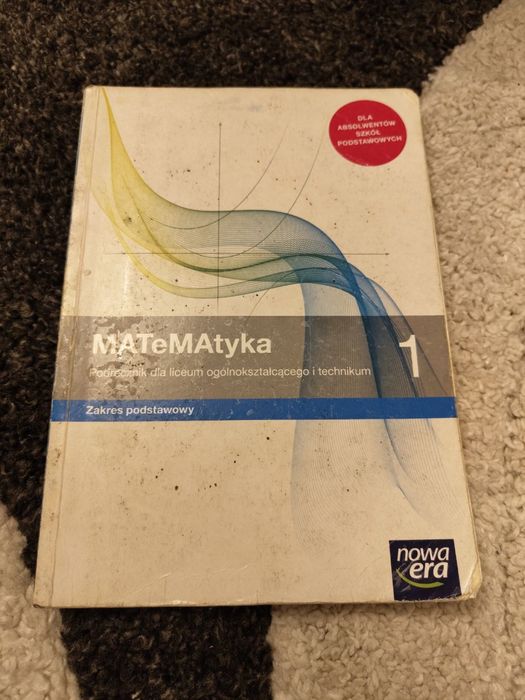 DLA
ABSOLWENTÓW
SZKÓŁ
PODSTAWOWYCH
MATeMAtyka
1
Podręcznik dla liceum ogólnokształcącego i technikum
Zakres podstawowy
nowa
era